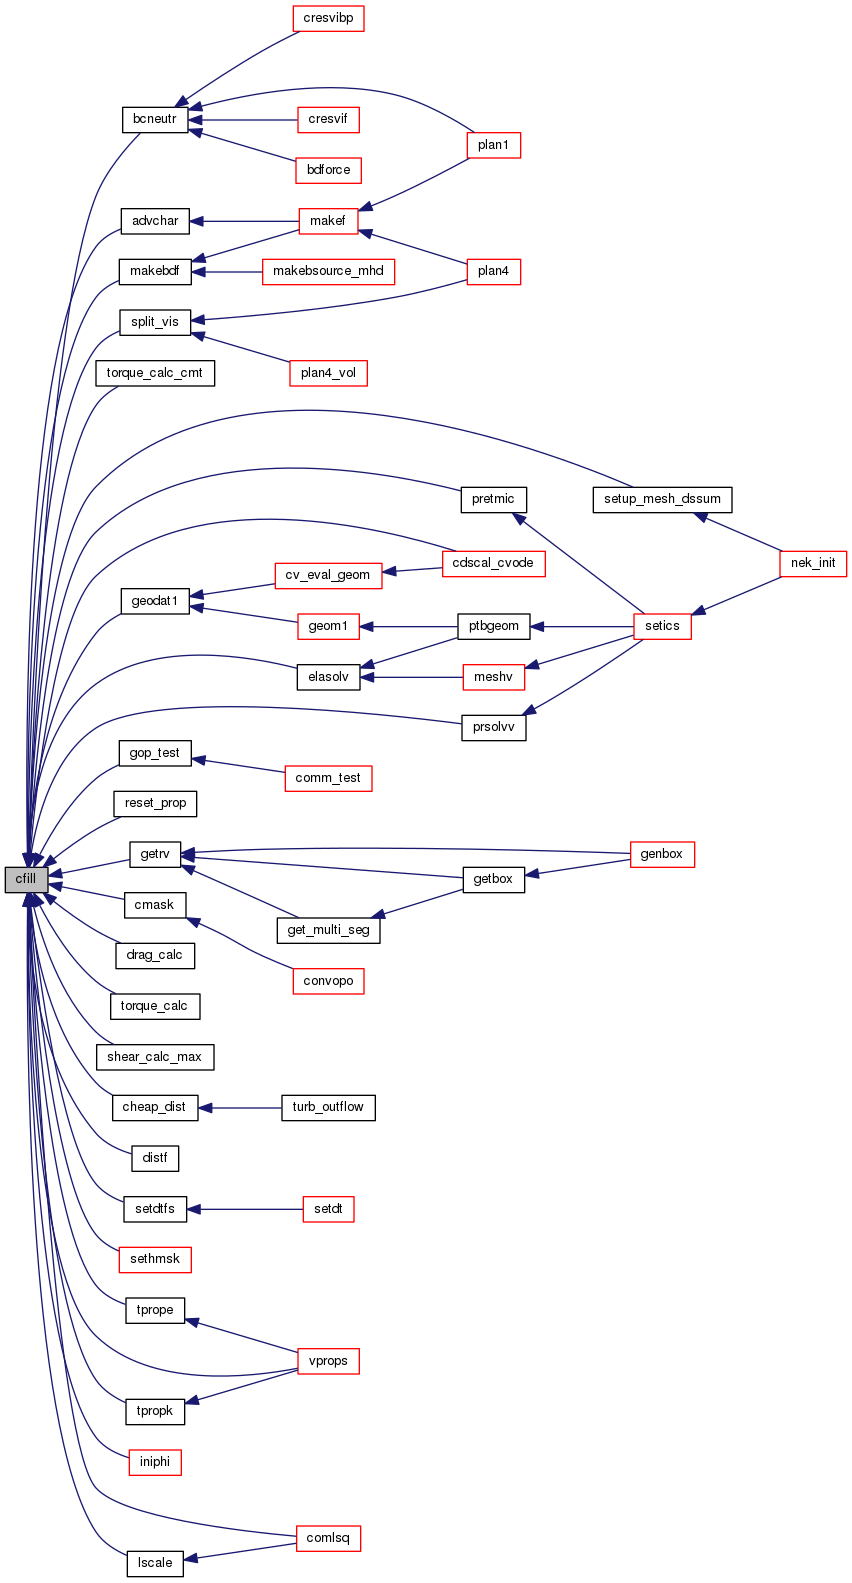 cresvibp
bcneutr
cresvif
plan1
bdforce
advchar
makef
makebdf
makebsource_mhd
plan4
split_vis
torque_calc_cmt
plan4_vol
pretmic
setup_mesh_dssum
cdscal_cvode
nek_init
cv_eval_geom
geodat1
geom1
ptbgeom
setics
elasolv
meshv
prsolvv
gop_test
comm_test
reset_prop
getrv
genbox
cfill
getbox
cmask
get_multi_seg
drag_calc
convopo
torque_calc
shear_calc_max
cheap_dist
turb_outflow
distf
setdtfs
setdt
sethmsk
tprope
vprops
tpropk
iniphi
comlsq
lscale